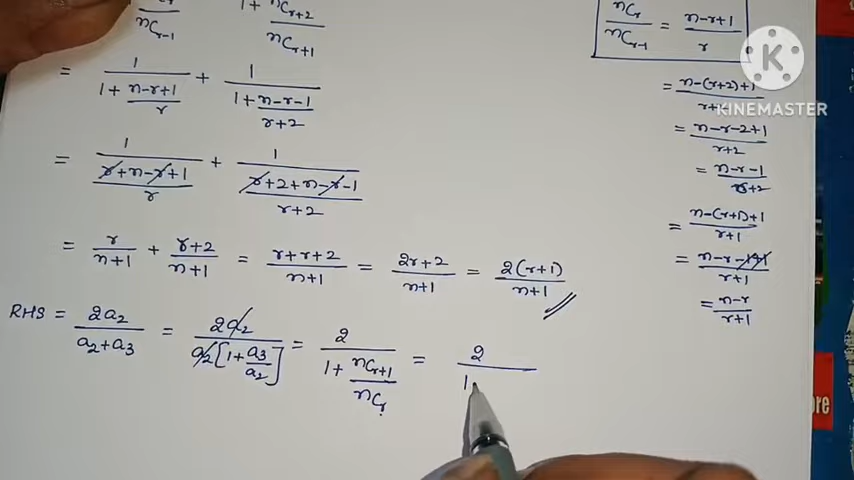 nCr-1 1 + nCr+2/nCr+1
nCr/nCr-1 = n-r+1/r
= 1/(1 + n-r+1/r) + 1/(1 + n-r-1/r+2)
= 1/(r+n-r+1/r) + 1/(r+2+n-r-1/r+2)
= r/n+1 + r+2/n+1 = r+r+2/n+1 = 2r+2/n+1 = 2(r+1)/n+1
RHS = 2a2/a2+a3 = 2a2/a2[1+a3/a2] = 2/(1 + nCr+1/nCr) = 2/1
K
KINEMASTER
= n-(r+2)+1/r+2
= n-r-2+1/r+2
= n-r-1/r+2
= n-(r+1)+1/r+1
= n-r-1+1/r+1
= n-r/r+1